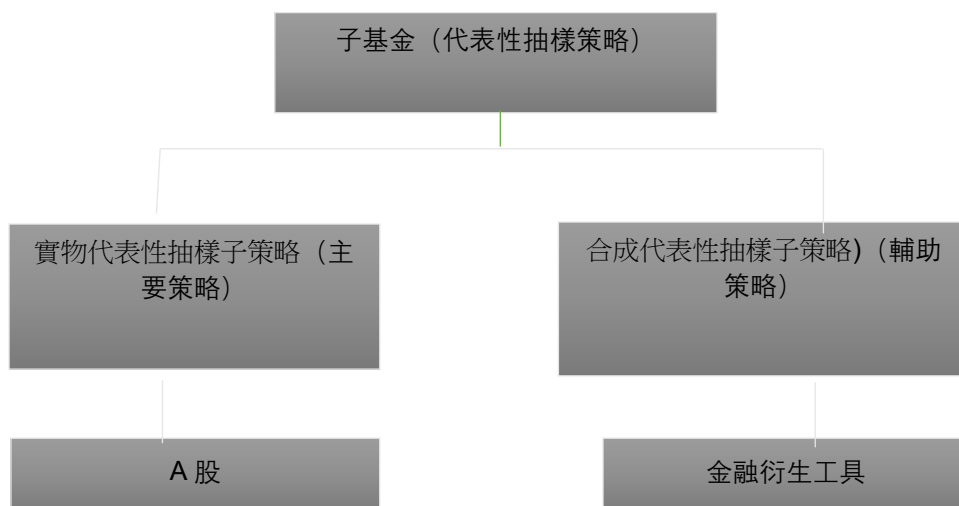 子基金（代表性抽樣策略）
實物代表性抽樣子策略（主
要策略）
合成代表性抽樣子策略)（輔助
策略）
A 股
金融衍生工具